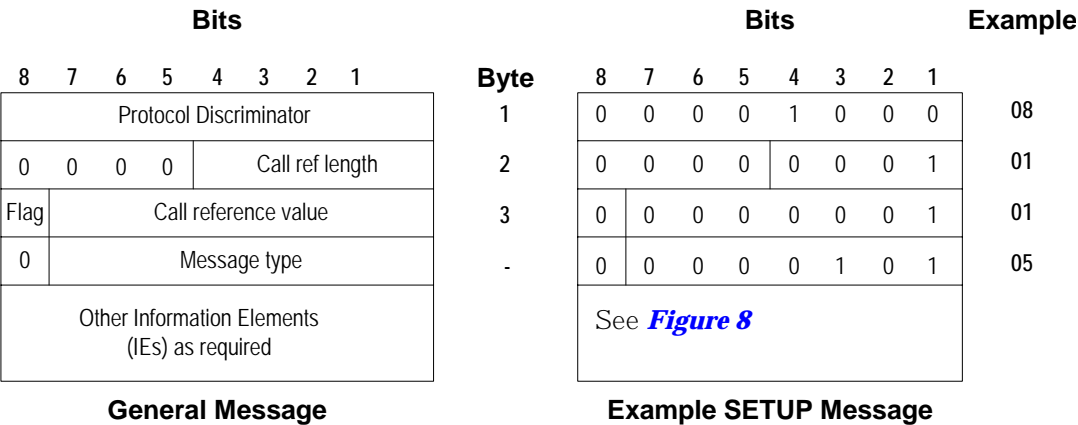 Bits Bits Example
8 7 6 5 4 3 2 1 Byte 8 7 6 5 4 3 2 1
Protocol Discriminator 1 0 0 0 0 1 0 0 0 08
0 0 0 0 Call ref length 2 0 0 0 0 0 0 0 1 01
Flag Call reference value 3 0 0 0 0 0 0 0 1 01
0 Message type - 0 0 0 0 0 1 0 1 05
Other Information Elements
(IEs) as required
See Figure 8
General Message Example SETUP Message